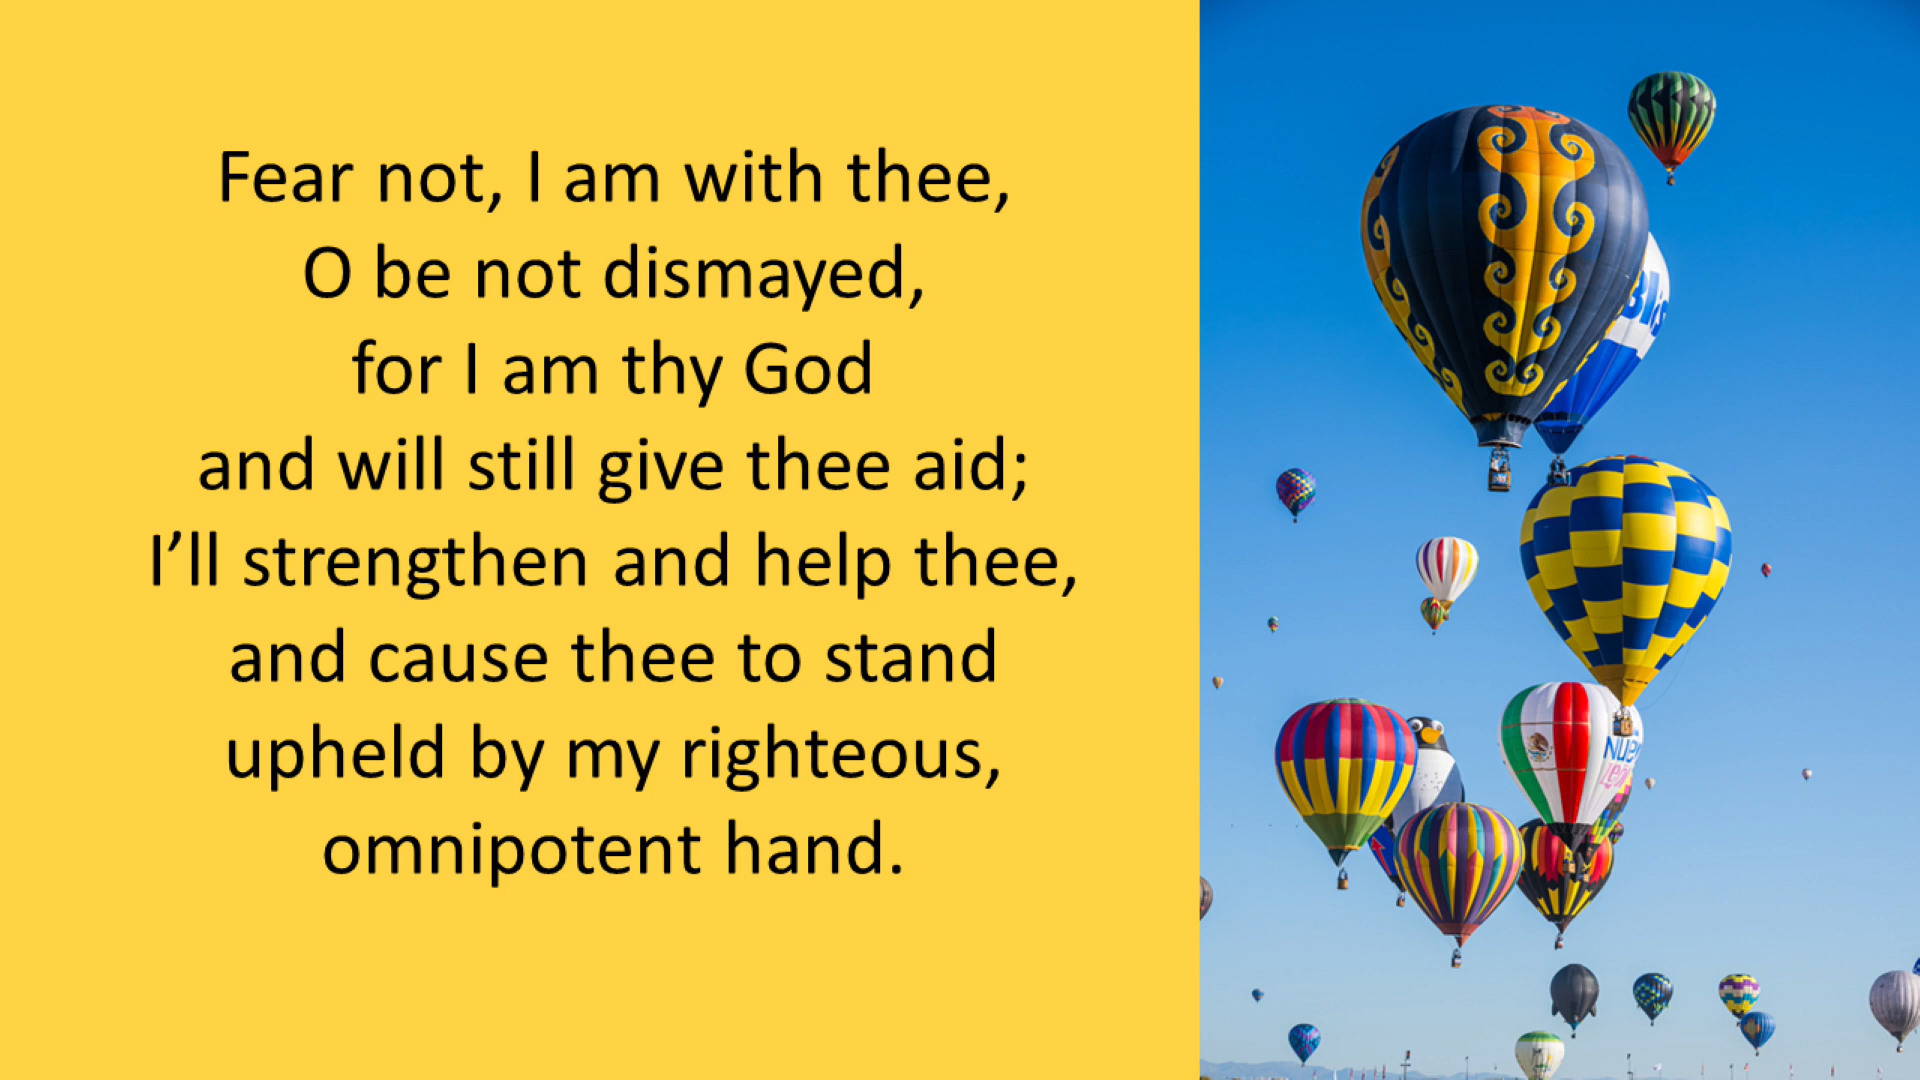 Fear not, I am with thee,
O be not dismayed,
for I am thy God
and will still give thee aid;
I’ll strengthen and help thee,
and cause thee to stand
upheld by my righteous,
omnipotent hand.